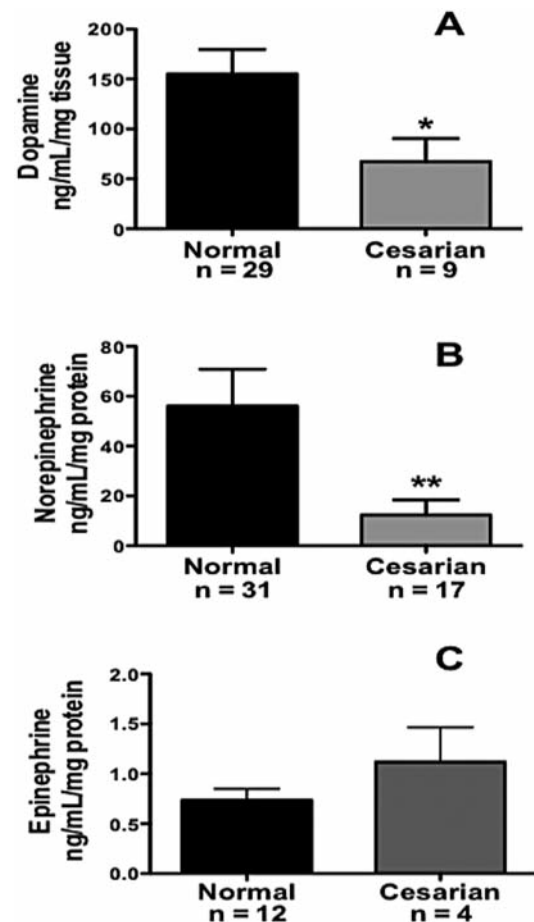 A
Dopamine
ng/mL/mg tissue
200
150
100
50
0
*
Normal
n = 29
Cesarian
n = 9
B
Norepinephrine
ng/mL/mg protein
80
60
40
20
0
**
Normal
n = 31
Cesarian
n = 17
C
Epinephrine
ng/mL/mg protein
2.0
1.5
1.0
0.5
0.0
Normal
n = 12
Cesarian
n = 4